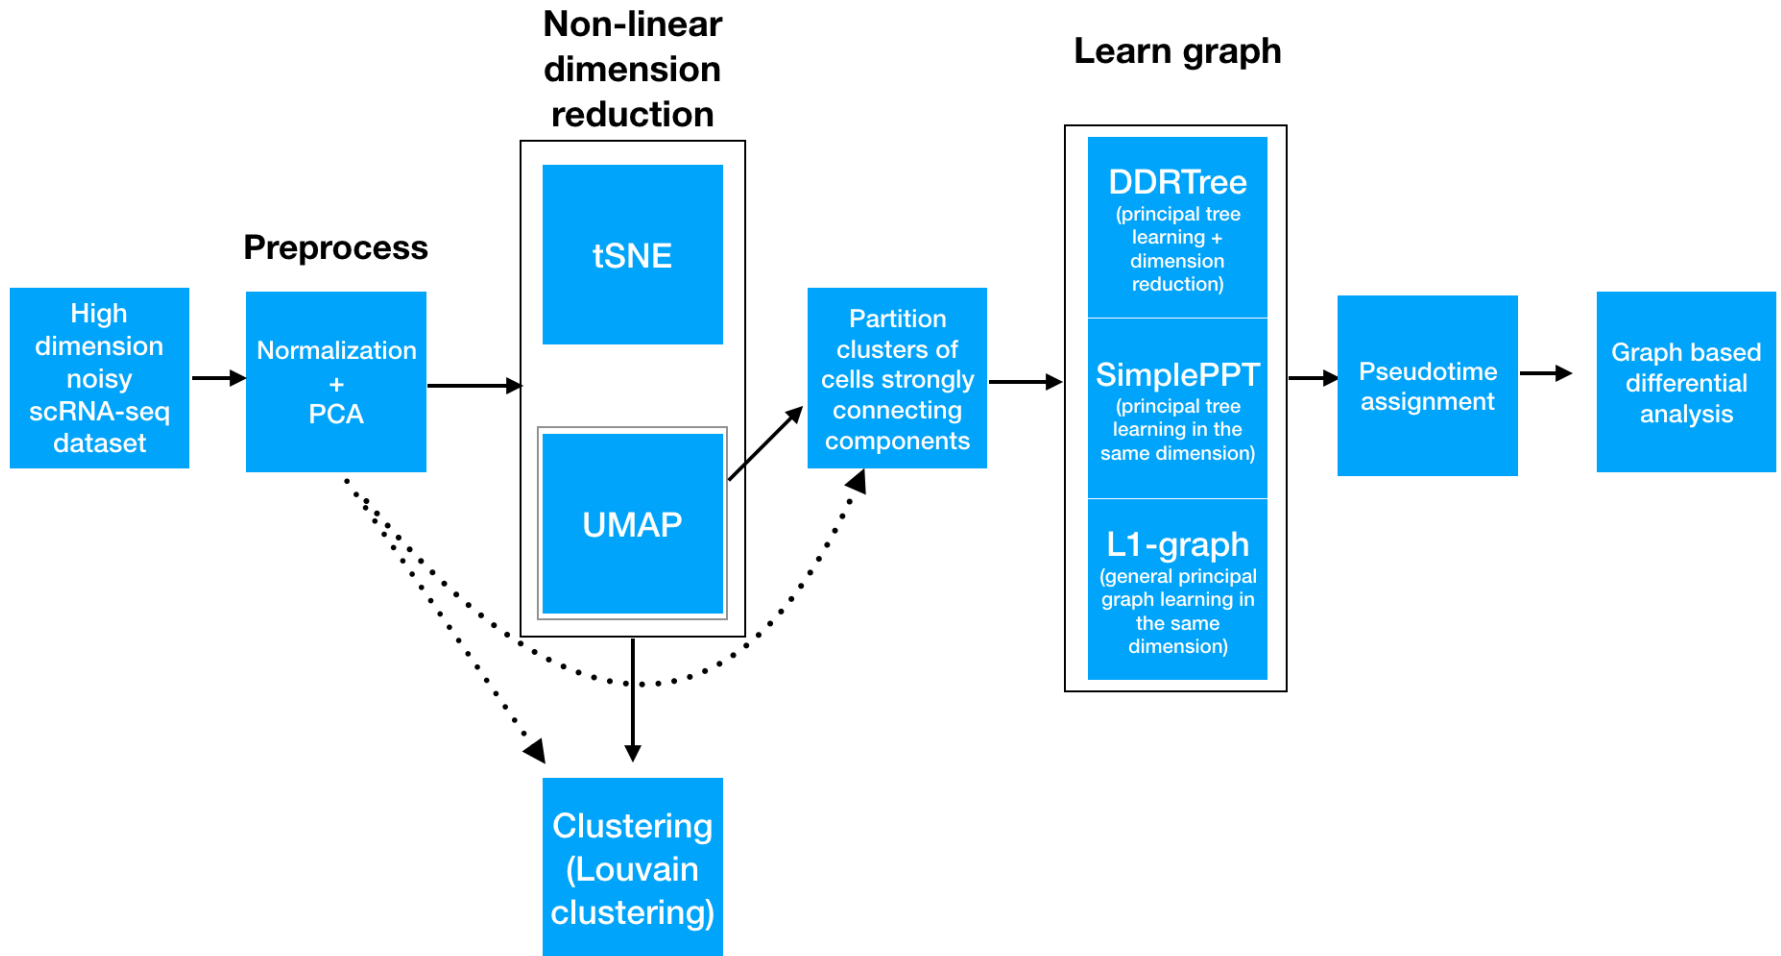 Non-linear
dimension
reduction
Learn graph
Preprocess
High
dimension
noisy
scRNA-seq
dataset
Normalization
+
PCA
tSNE
UMAP
Partition
clusters of
cells strongly
connecting
components
DDRTree
(principal tree
learning +
dimension
reduction)
SimplePPT
(principal tree
learning in the
same dimension)
L1-graph
(general principal
graph learning in
the same
dimension)
Pseudotime
assignment
Graph based
differential
analysis
Clustering
(Louvain
clustering)